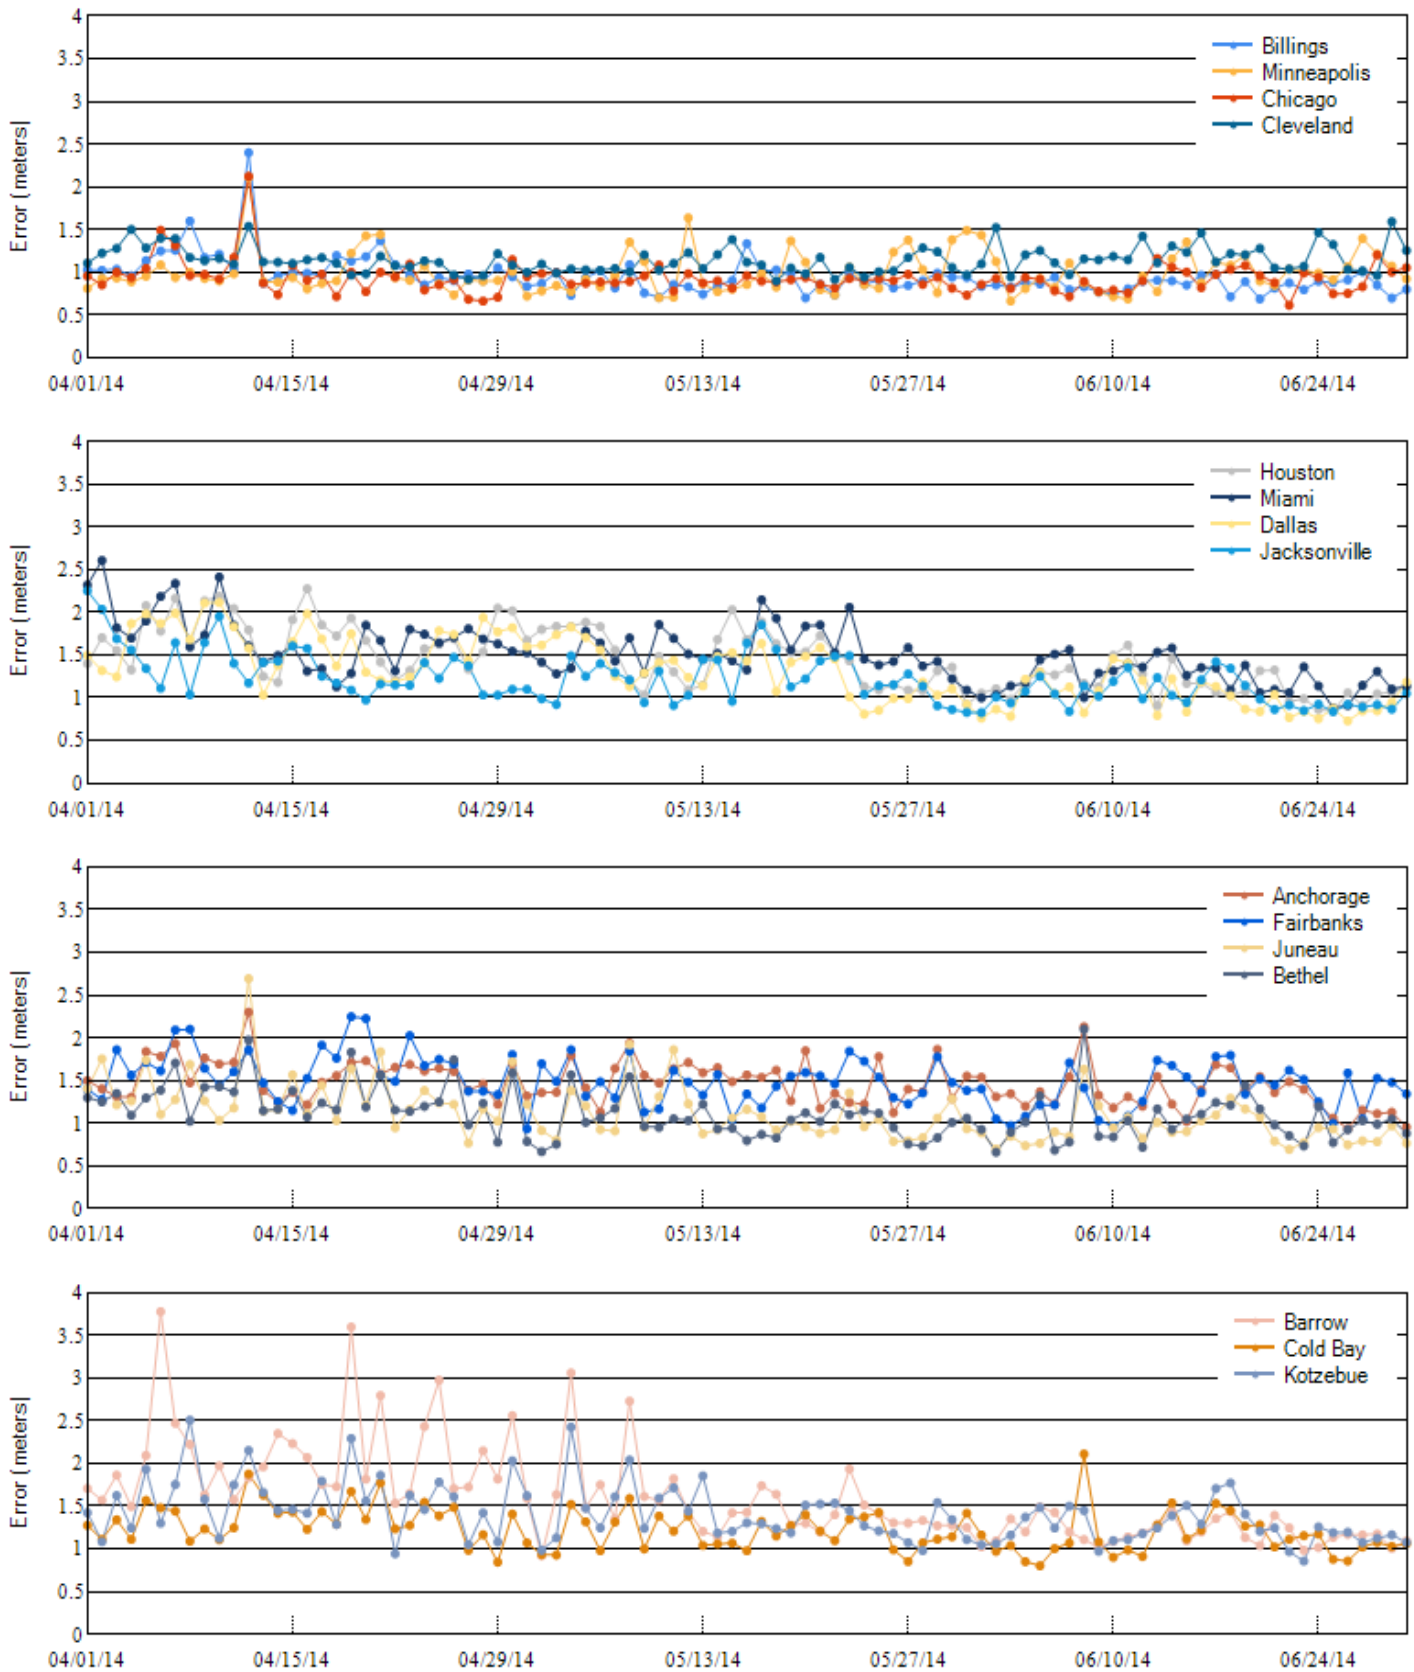 4
3.5
3
2.5
2
1.5
1
0.5
0
Error (meters)
Billings
Minneapolis
Chicago
Cleveland
04/01/14 04/15/14 04/29/14 05/13/14 05/27/14 06/10/14 06/24/14
4
3.5
3
2.5
2
1.5
1
0.5
0
Error (meters)
Houston
Miami
Dallas
Jacksonville
04/01/14 04/15/14 04/29/14 05/13/14 05/27/14 06/10/14 06/24/14
4
3.5
3
2.5
2
1.5
1
0.5
0
Error (meters)
Anchorage
Fairbanks
Juneau
Bethel
04/01/14 04/15/14 04/29/14 05/13/14 05/27/14 06/10/14 06/24/14
4
3.5
3
2.5
2
1.5
1
0.5
0
Error (meters)
Barrow
Cold Bay
Kotzebue
04/01/14 04/15/14 04/29/14 05/13/14 05/27/14 06/10/14 06/24/14